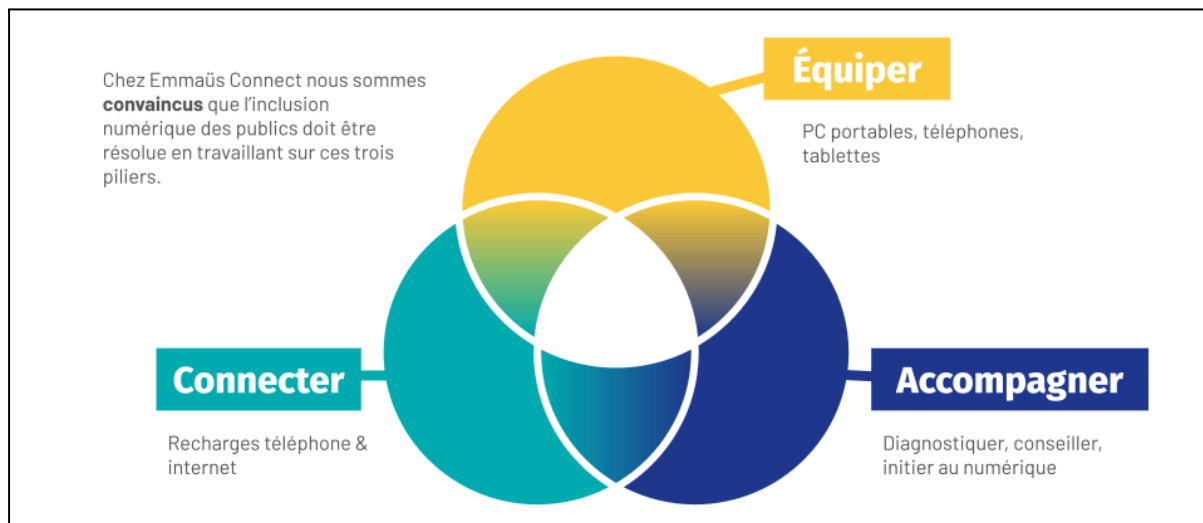 Chez Emmaüs Connect nous sommes
convaincus que l’inclusion
numérique des publics doit être
résolue en travaillant sur ces trois
piliers.
Équiper
PC portables, téléphones,
tablettes
Connecter
Recharges téléphone &
internet
Accompagner
Diagnostiquer, conseiller,
initier au numérique